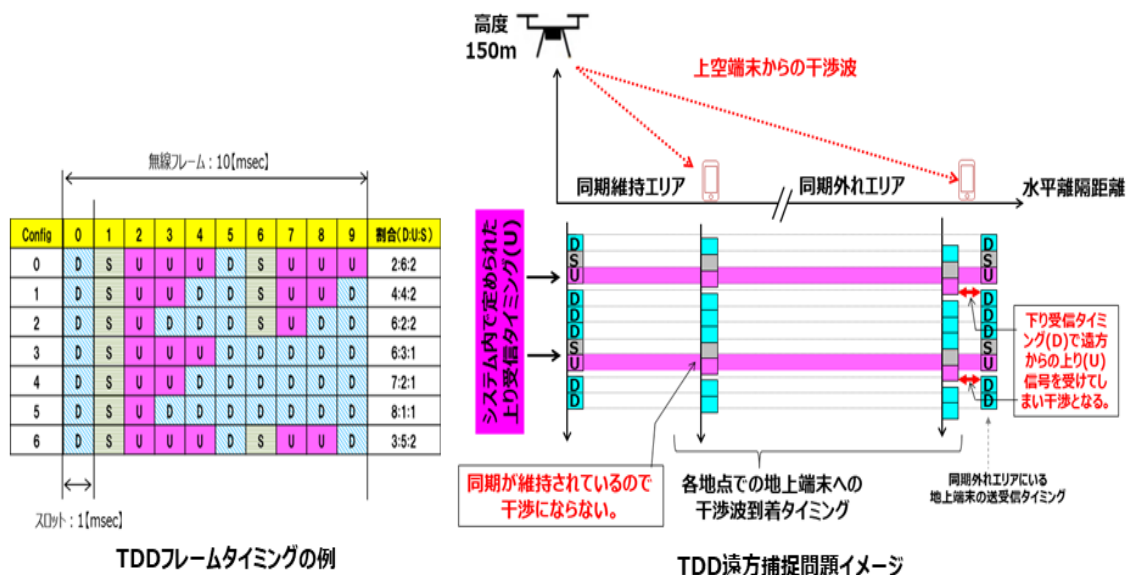 高度
150m
上空端末からの干渉波
無線フレーム：10【msec】
同期維持エリア
同期外れエリア
水平離隔距離
Config 0 1 2 3 4 5 6 7 8 9 割合(D:U:S)
0 D S U U U D S U U U 2:6:2
1 D S U U D D S U U D 4:4:2
2 D S U D D D S U D D 6:2:2
3 D S U U U D D D D D 6:3:1
4 D S U U D D D D D D 7:2:1
5 D S U D D D D D D D 8:1:1
6 D S U U U D S U U D 3:5:2
スロット：1【msec】
TDDフレームタイミングの例
システム内で定められた
上り受信タイミング(U)
D
S
U
D
D
D
S
U
D
D
D
S
U
D
D
D
S
U
D
D
下り受信タイミ
ング(D)で遠方
からの上り(U)
信号を受けてし
まい干渉となる。
同期が維持されているので
干渉にならない。
各地点での地上端末への
干渉波到着タイミング
同期外れエリアにいる
地上端末の送受信タイミング
TDD遠方捕捉問題イメージ